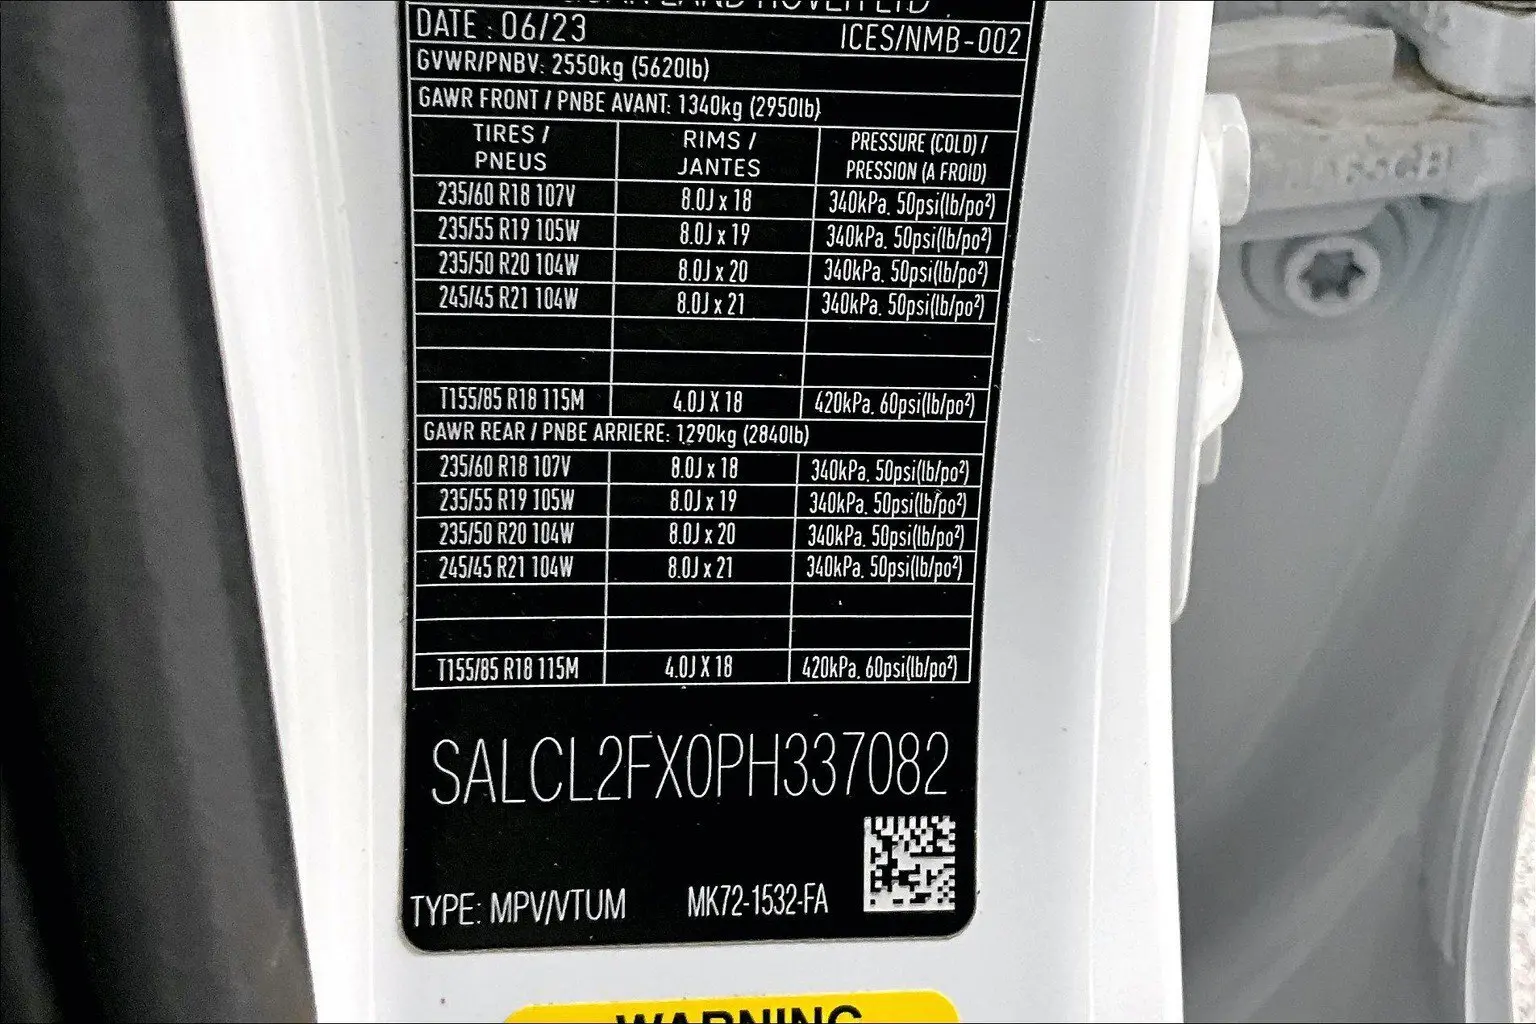 LAND ROVER LTD
DATE : 06/23 ICES/NMB-002
GVWR/PNBV: 2550kg (5620lb)
GAWR FRONT / PNBE AVANT: 1340kg (2950lb)
TIRES / RIMS / PRESSURE (COLD) /
PNEUS JANTES PRESSION (A FROID)
235/60 R18 107V 8.0J x 18 340kPa. 50psi(lb/po²)
235/55 R19 105W 8.0J x 19 340kPa. 50psi(lb/po²)
235/50 R20 104W 8.0J x 20 340kPa. 50psi(lb/po²)
245/45 R21 104W 8.0J x 21 340kPa. 50psi(lb/po²)
T155/85 R18 115M 4.0J X 18 420kPa. 60psi(lb/po²)
GAWR REAR / PNBE ARRIERE: 1290kg (2840lb)
235/60 R18 107V 8.0J x 18 340kPa. 50psi(lb/po²)
235/55 R19 105W 8.0J x 19 340kPa. 50psi(lb/po²)
235/50 R20 104W 8.0J x 20 340kPa. 50psi(lb/po²)
245/45 R21 104W 8.0J x 21 340kPa. 50psi(lb/po²)
T155/85 R18 115M 4.0J X 18 420kPa. 60psi(lb/po²)
SALCL2FX0PH337082
TYPE: MPV/VTUM MK72-1532-FA
WARNING